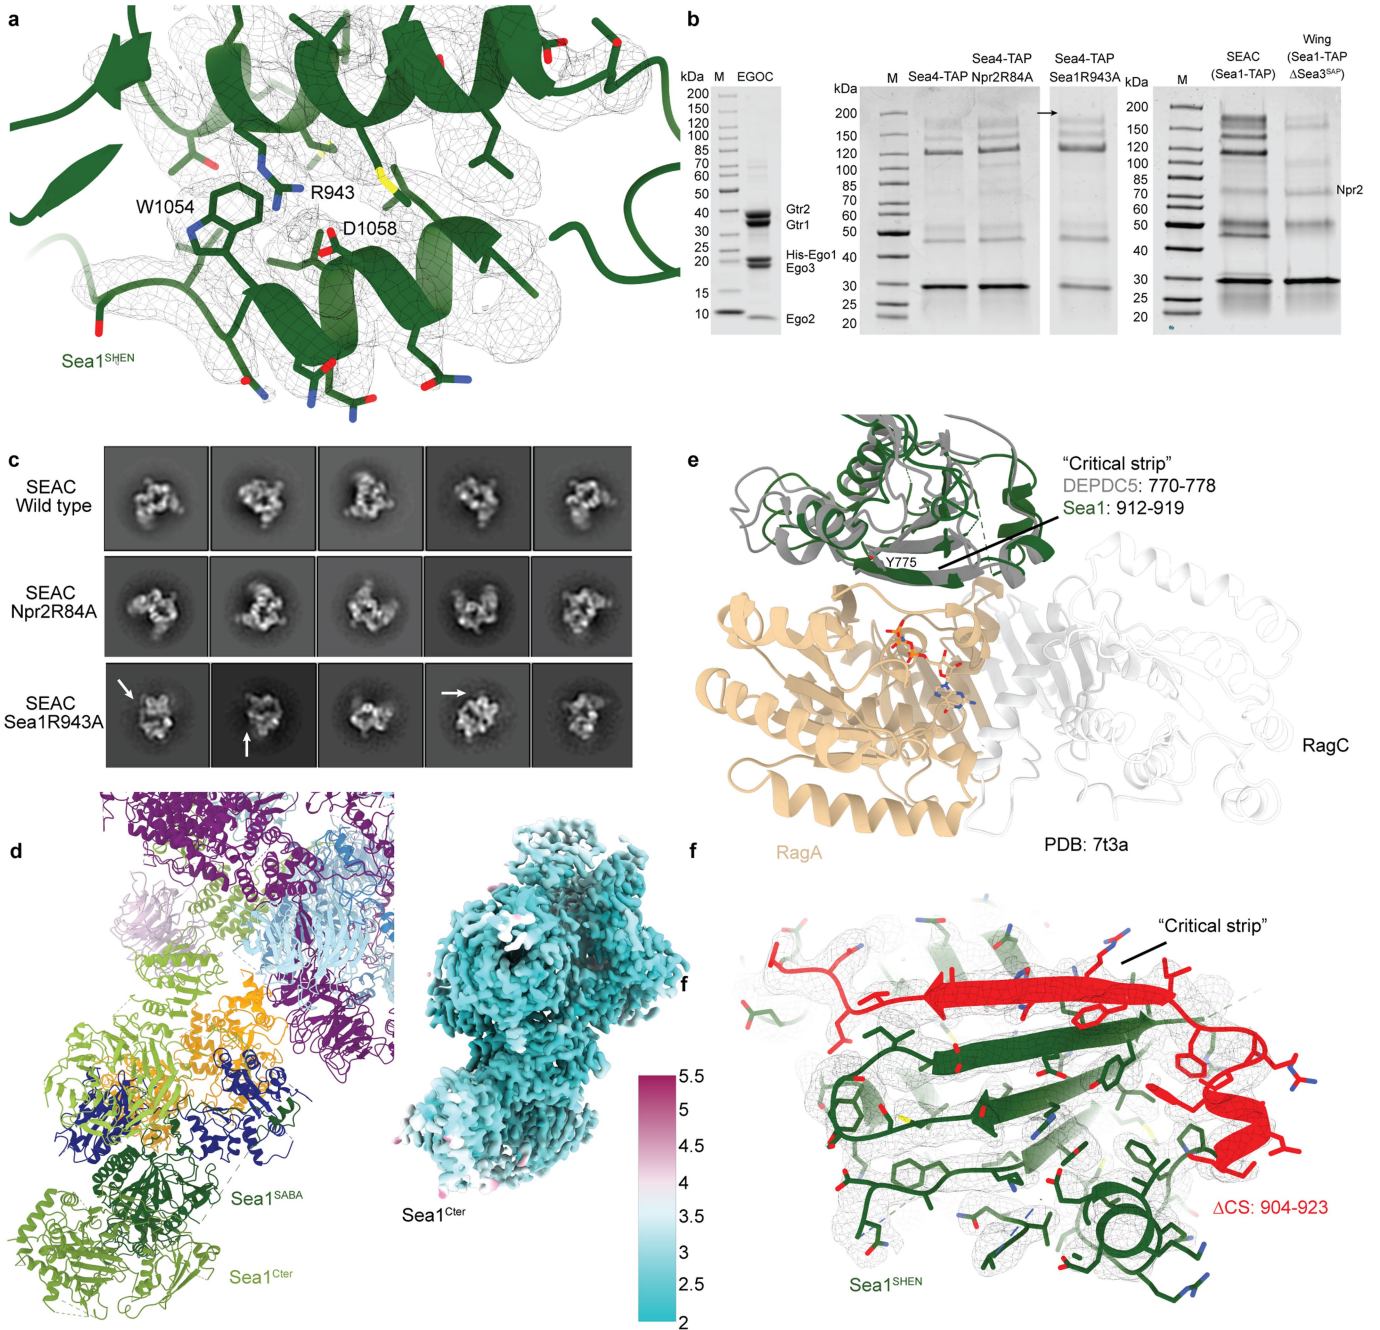 a
W1054
R943
D1058
Sea1SHEN
b
kDa
M
EGOC
200
150
120
100
85
70
60
50
40
30
25
20
15
10
Gtr2
Gtr1
His-Ego1
Ego3
Ego2
kDa
M
Sea4-TAP
Sea4-TAP
Npr2R84A
Sea4-TAP
Sea1R943A
200
150
120
100
85
70
60
50
40
30
25
20
kDa
M
SEAC
(Sea1-TAP)
Wing
(Sea1-TAP
ΔSea3SAP)
200
150
120
100
85
70
60
50
40
30
25
20
Npr2
c
SEAC
Wild type
SEAC
Npr2R84A
SEAC
Sea1R943A
d
Sea1SABA
Sea1Cter
Sea1Cter
f
5.5
5
4.5
4
3.5
3
2.5
2
e
"Critical strip"
DEPDC5: 770-778
Sea1: 912-919
Y775
RagC
RagA
PDB: 7t3a
f
"Critical strip"
ΔCS: 904-923
Sea1SHEN